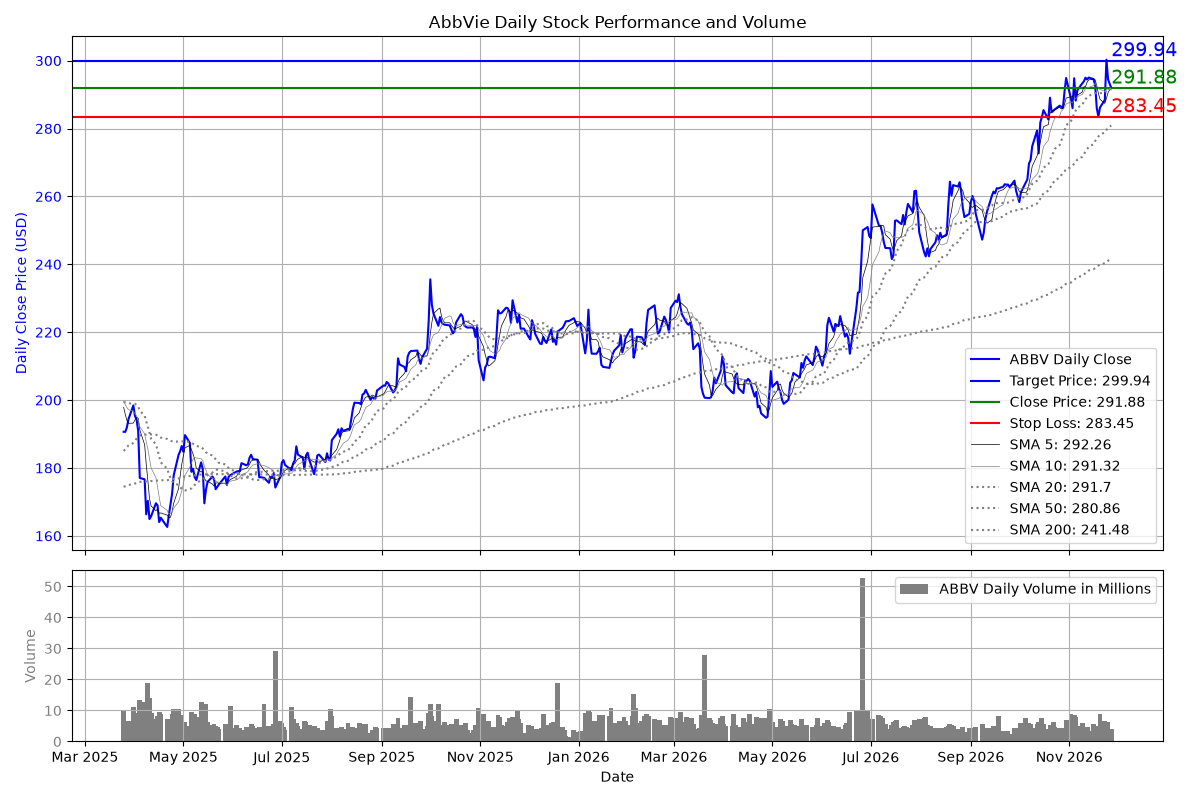 AbbVie Daily Stock Performance and Volume
Daily Close Price (USD)
300
280
260
240
220
200
180
160
299.94
291.88
283.45
ABBV Daily Close
Target Price: 299.94
Close Price: 291.88
Stop Loss: 283.45
SMA 5: 292.26
SMA 10: 291.32
SMA 20: 291.7
SMA 50: 280.86
SMA 200: 241.48
Volume
50
40
30
20
10
0
ABBV Daily Volume in Millions
Mar 2025 May 2025 Jul 2025 Sep 2025 Nov 2025 Jan 2026 Mar 2026 May 2026 Jul 2026 Sep 2026 Nov 2026
Date